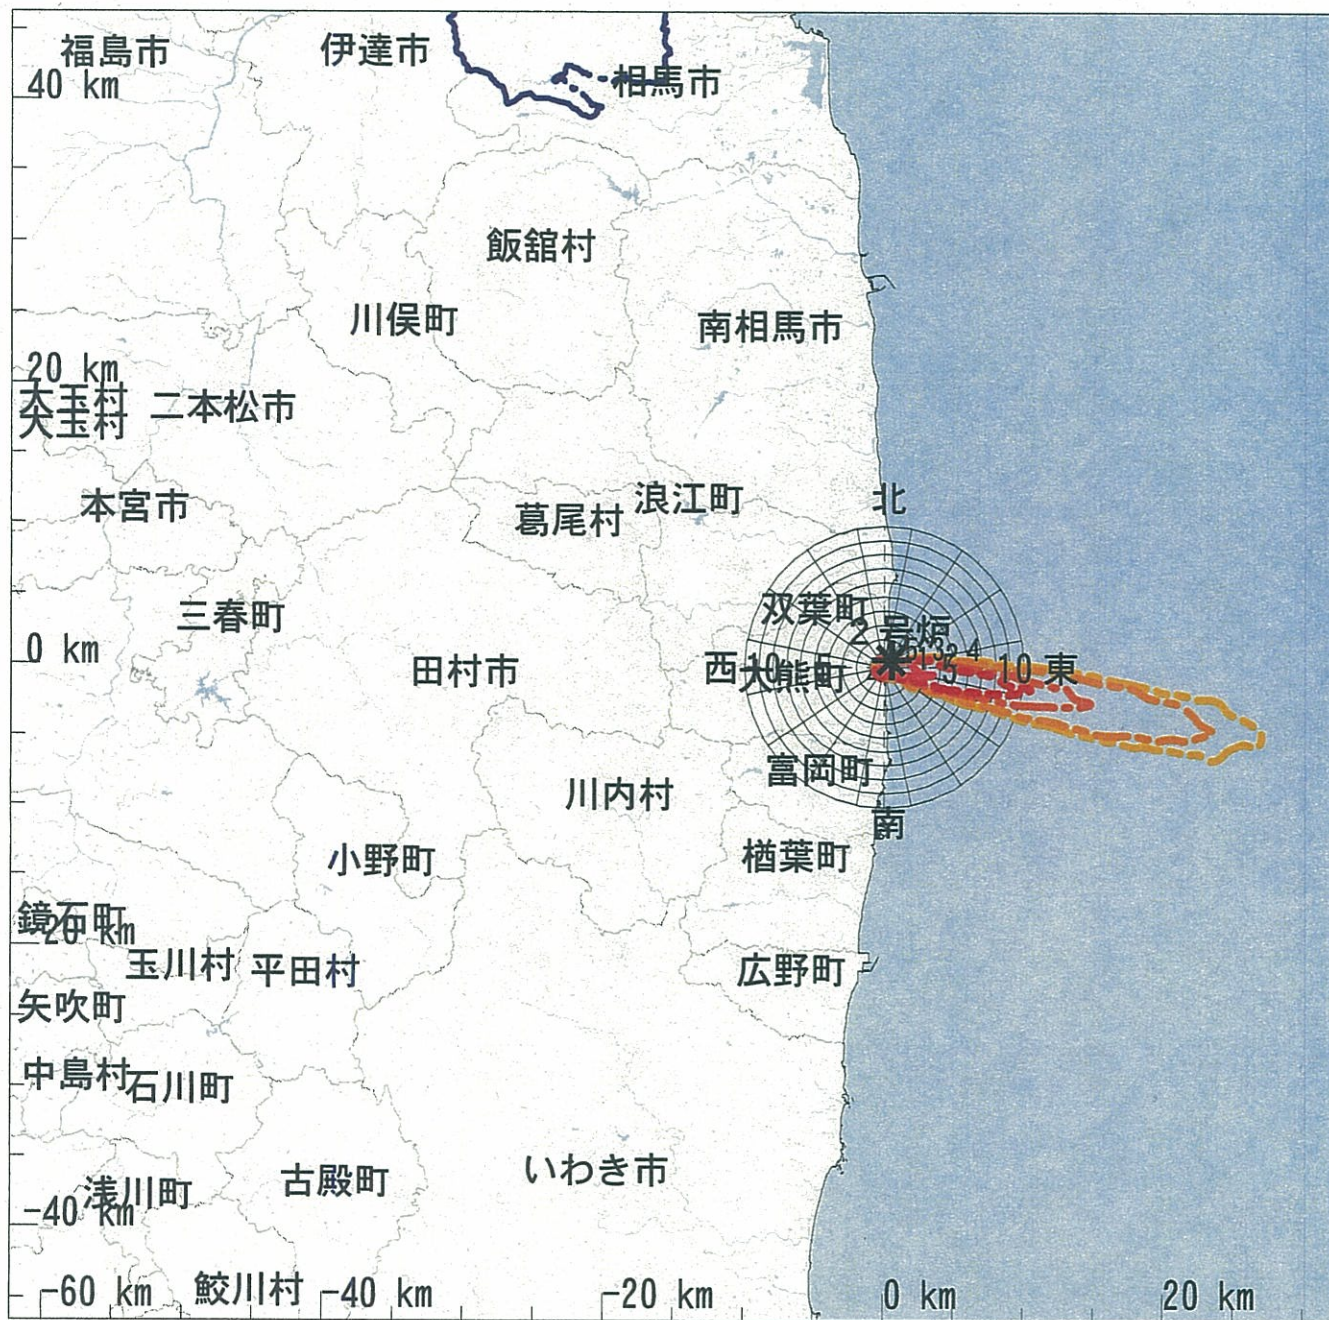 福島市
伊達市
相馬市
40 km
飯舘村
川俣町
南相馬市
20 km
大玉村
二本松市
大玉村
本宮市
葛尾村
浪江町
北
三春町
双葉町
2号炉
0 km
田村市
西
10
大熊町
5
10
東
富岡町
川内村
南
小野町
楢葉町
鏡石町
-20 km
玉川村
平田村
広野町
矢吹町
中島村
石川町
いわき市
古殿町
浅川町
-40 km
-60 km
鮫川村
-40 km
-20 km
0 km
20 km